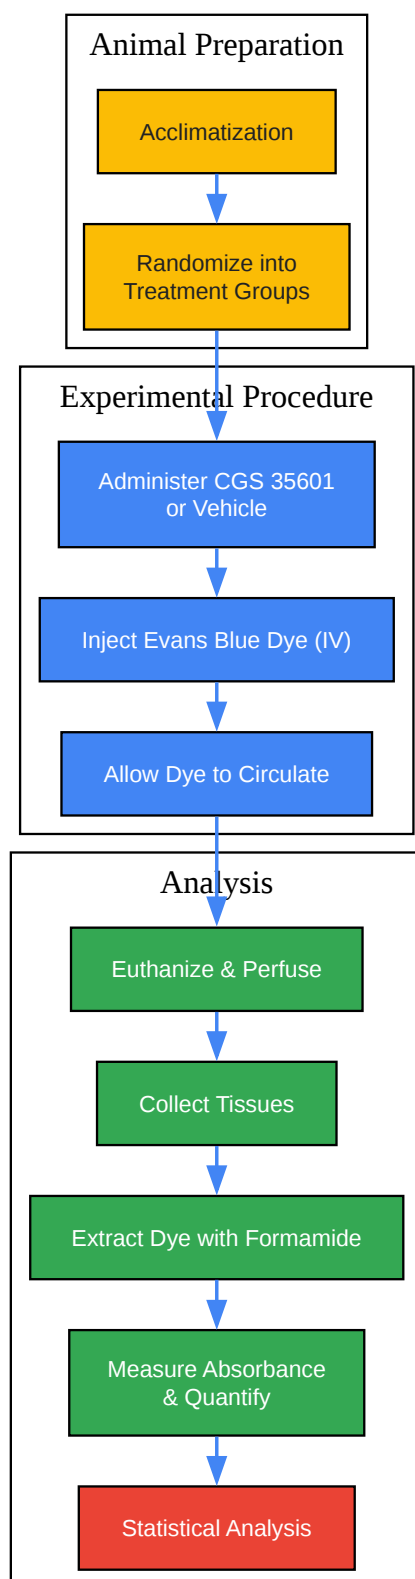 Animal Preparation
Acclimatization
Randomize into
Treatment Groups
Experimental Procedure
Administer CGS 35601
or Vehicle
Inject Evans Blue Dye (IV)
Allow Dye to Circulate
Analysis
Euthanize & Perfuse
Collect Tissues
Extract Dye with Formamide
Measure Absorbance
& Quantify
Statistical Analysis